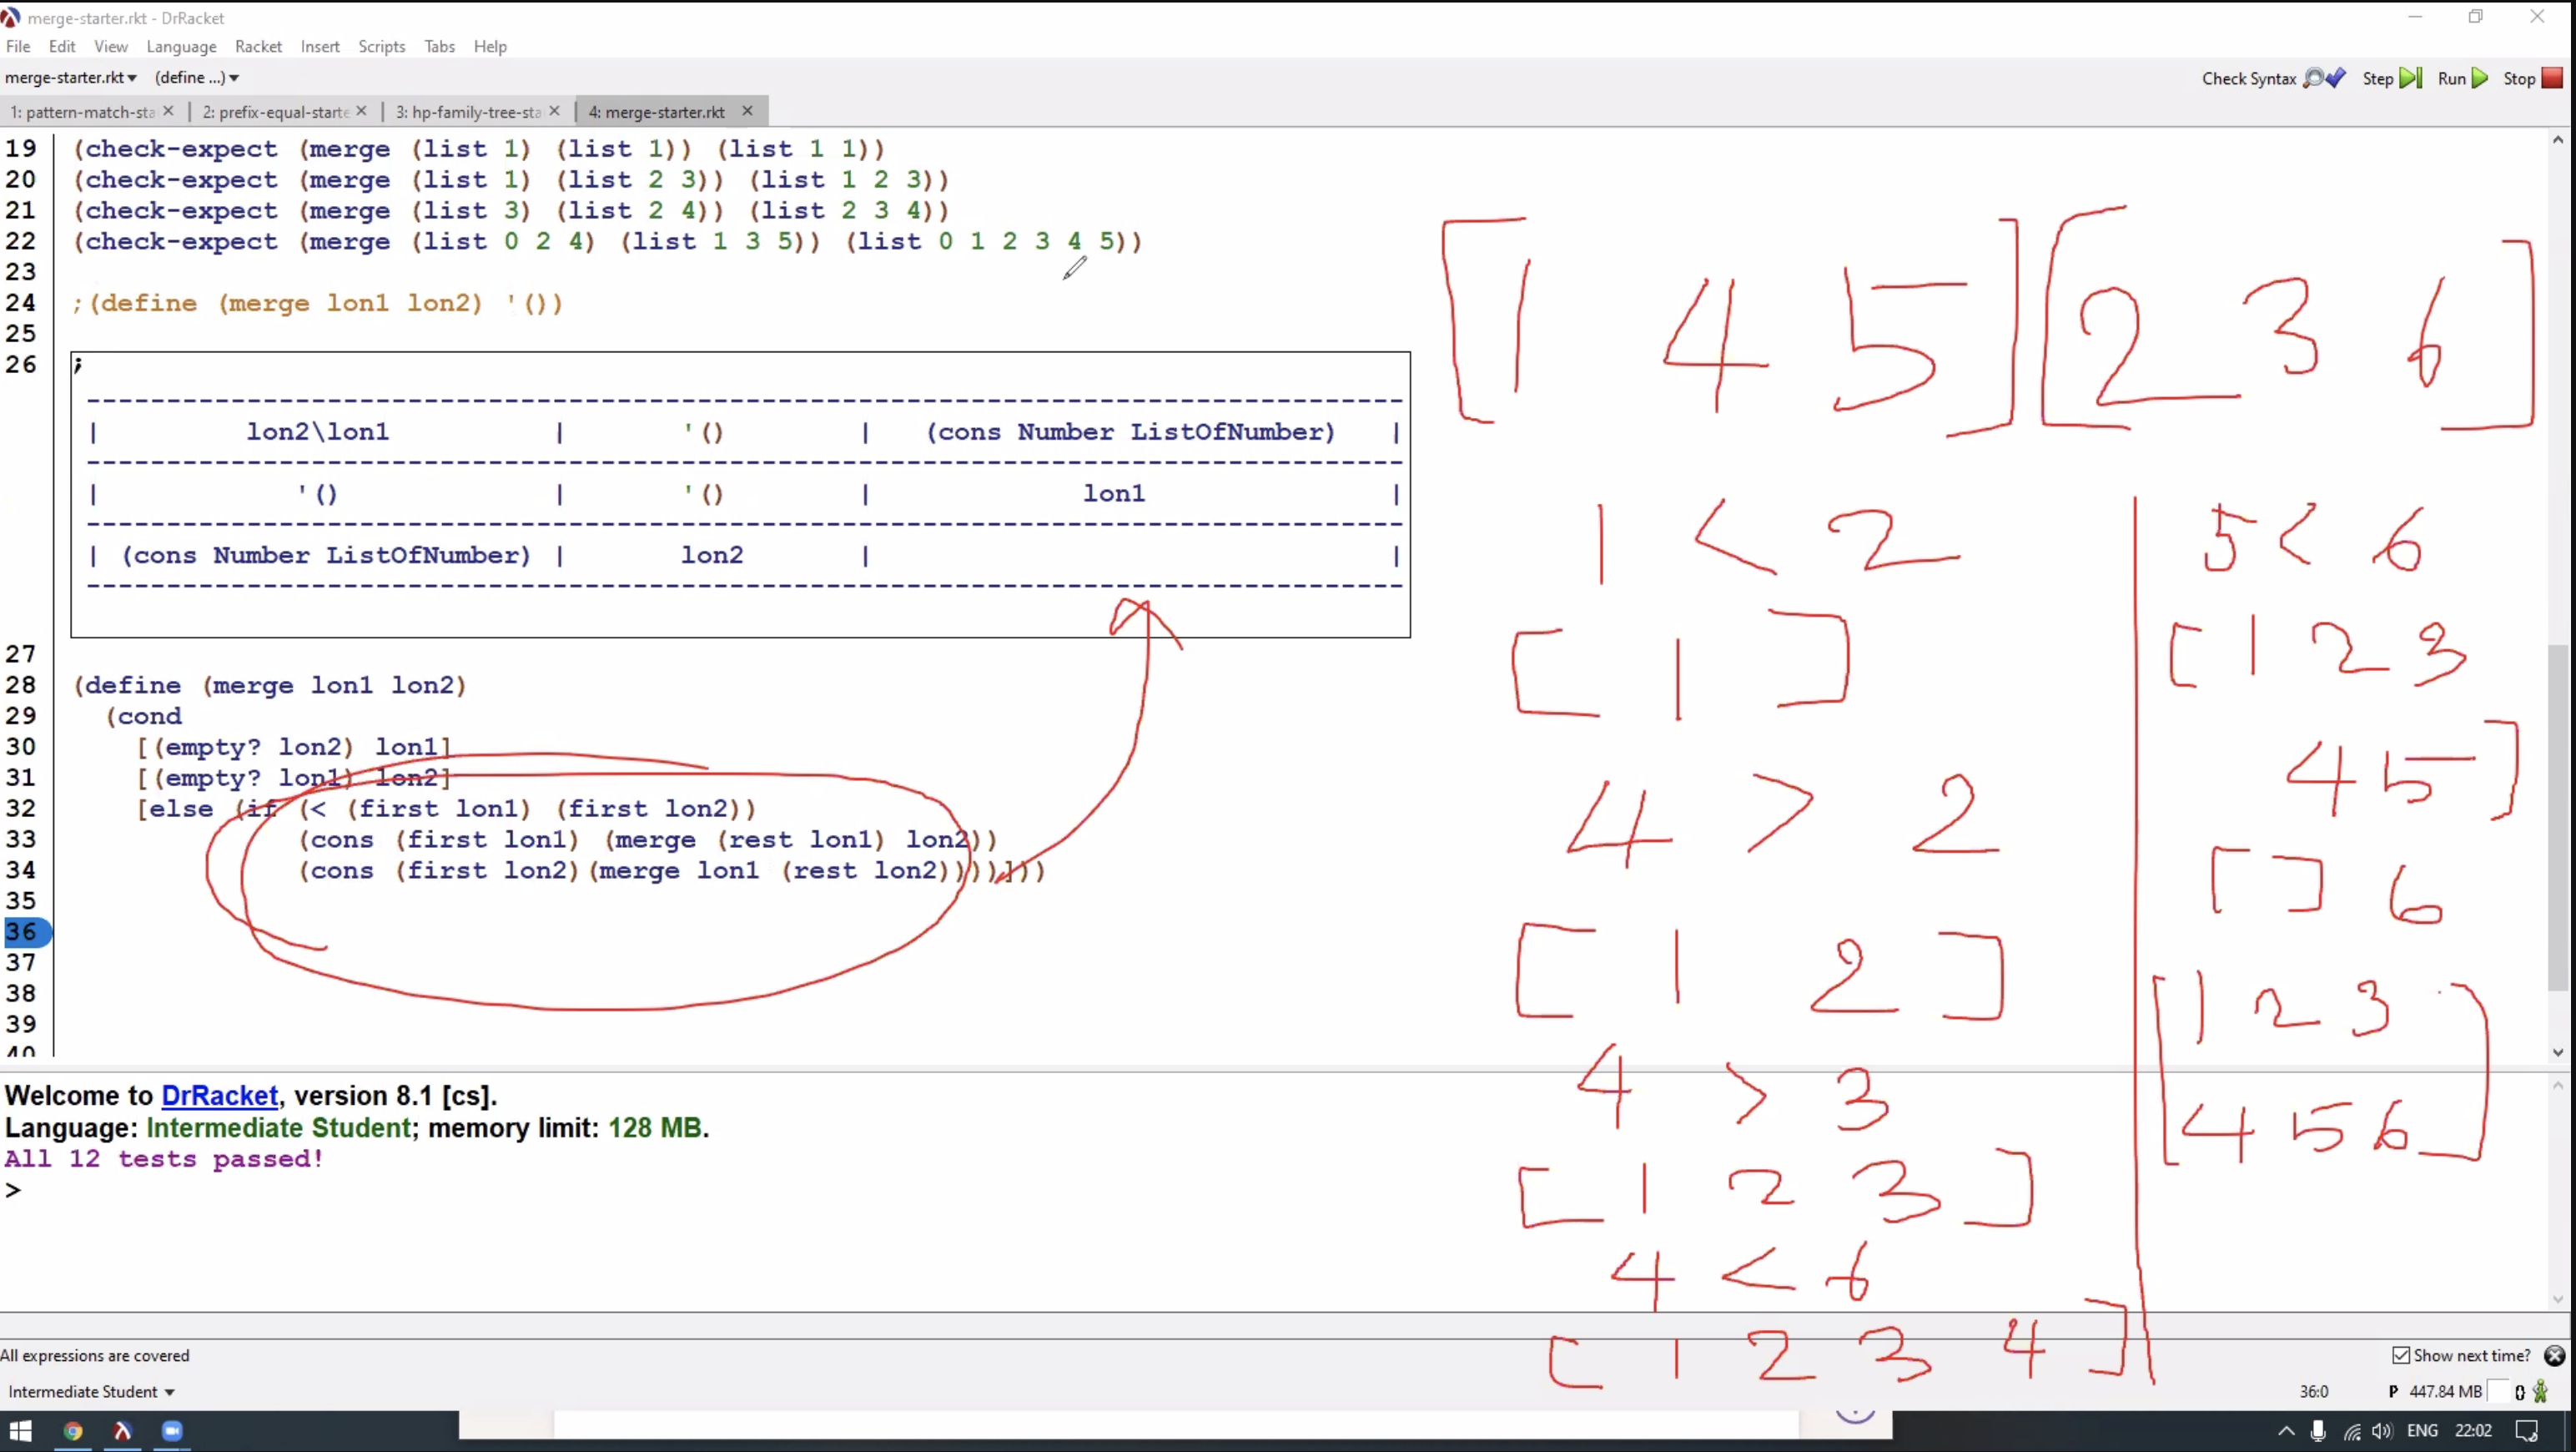 merge-starter.rkt - DrRacket
File Edit View Language Racket Insert Scripts Tabs Help
merge-starter.rkt▾ (define ...)▾ Check Syntax Step Run Stop
1: pattern-match-sta 2: prefix-equal-starte 3: hp-family-tree-sta 4: merge-starter.rkt
19 (check-expect (merge (list 1) (list 1)) (list 1 1))
20 (check-expect (merge (list 1) (list 2 3)) (list 1 2 3))
21 (check-expect (merge (list 3) (list 2 4)) (list 2 3 4))
22 (check-expect (merge (list 0 2 4) (list 1 3 5)) (list 0 1 2 3 4 5))
23
24 ;(define (merge lon1 lon2) '())
25
26 ;
| lon2\lon1 | '() | (cons Number ListOfNumber) |
| '() | '() | lon1 |
| (cons Number ListOfNumber) | lon2 | |
27
28 (define (merge lon1 lon2)
29 (cond
30 [(empty? lon2) lon1]
31 [(empty? lon1) lon2]
32 [else (if (< (first lon1) (first lon2))
33 (cons (first lon1) (merge (rest lon1) lon2))
34 (cons (first lon2)(merge lon1 (rest lon2))))]))
35
36
37
38
39
40
[1 4 5] [2 3 6]
1 < 2
[1]
4 > 2
[1 2]
4 > 3
[1 2 3]
4 < 6
[1 2 3 4]
5 < 6
[1 2 3
4 5]
[] 6
[1 2 3
4 5 6]
Welcome to DrRacket, version 8.1 [cs].
Language: Intermediate Student; memory limit: 128 MB.
All 12 tests passed!
>
All expressions are covered Show next time?
Intermediate Student ▾ 36:0 P 447.84 MB
ENG 22:02